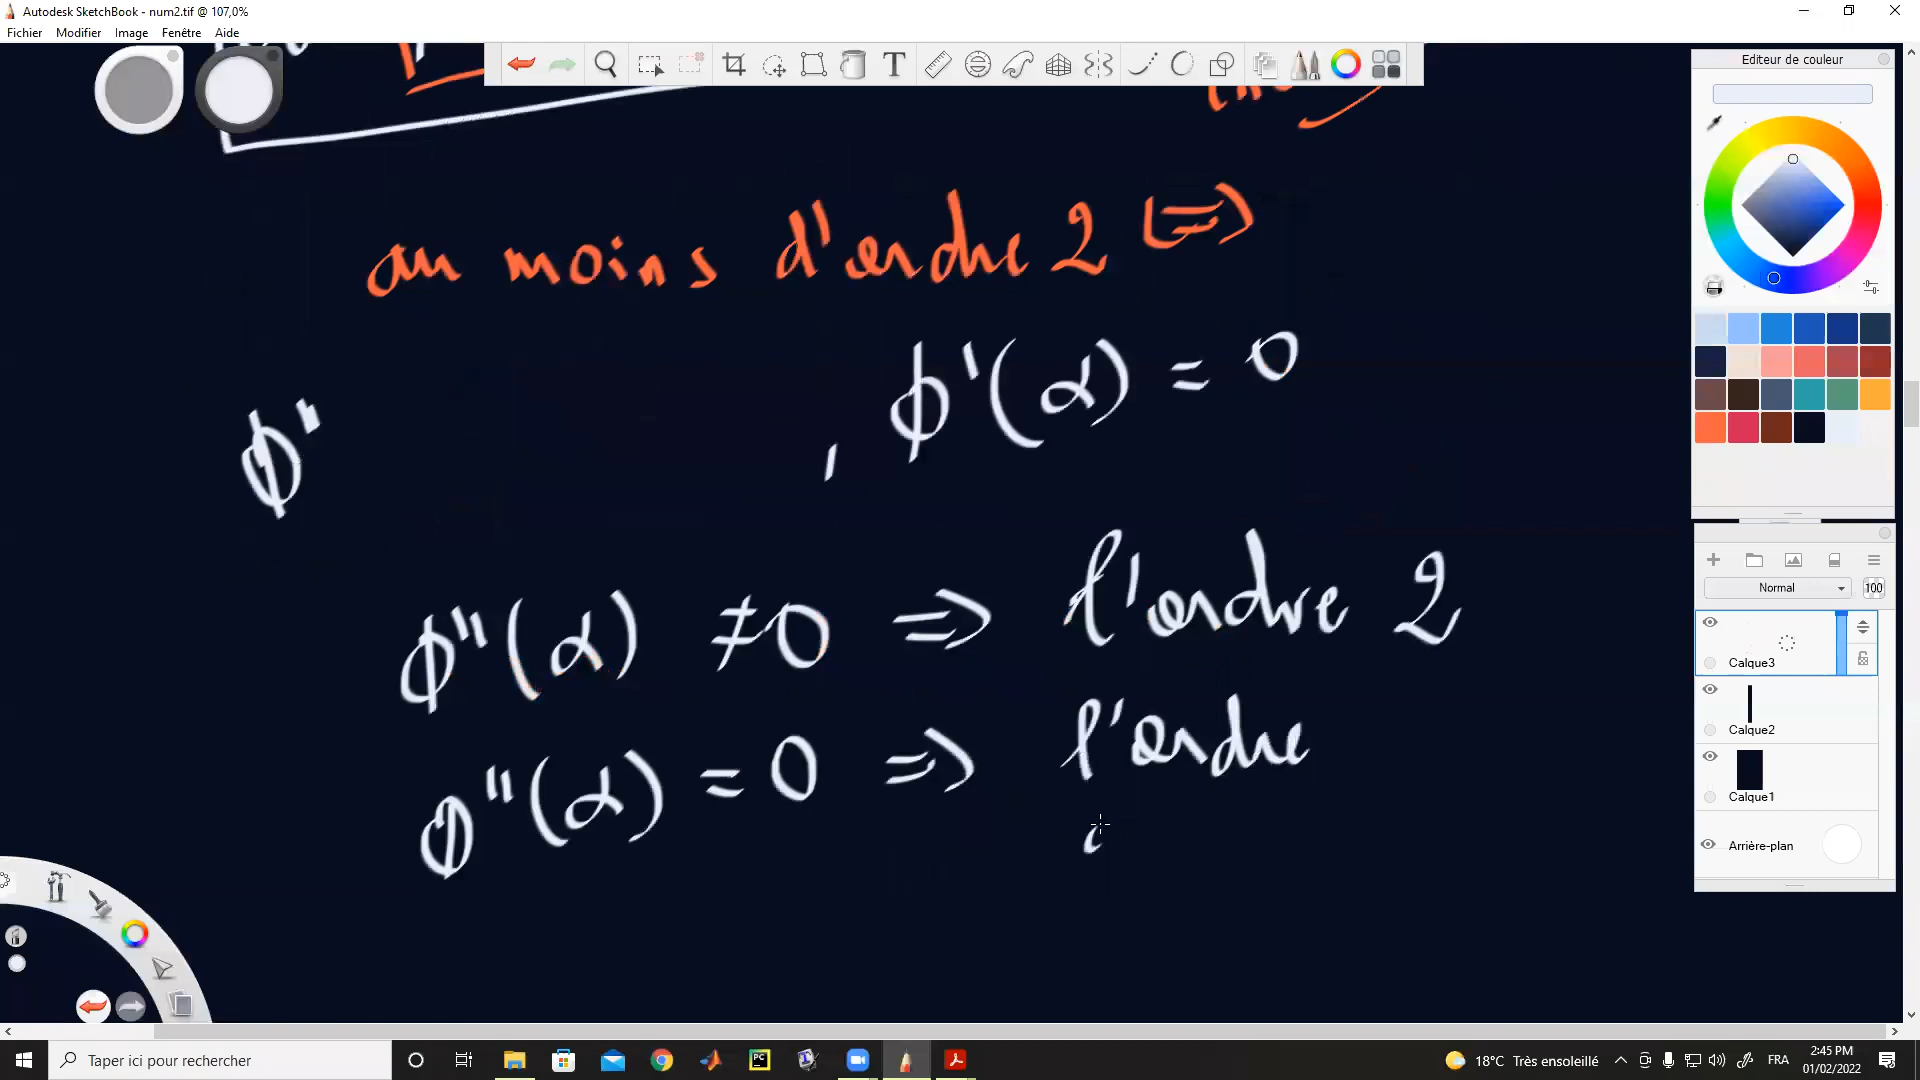 Autodesk SketchBook - num2.tif @ 107,0%
Fichier Modifier Image Fenêtre Aide
Editeur de couleur
au moins d'ordre 2 (=)
, ϕ'(α) = 0
ϕ''
ϕ''(α) ≠0 => l'ordre 2
ϕ''(α) = 0 => l'ordre
Normal
100
Calque3
Calque2
Calque1
Arrière-plan
Taper ici pour rechercher
18°C Très ensoleillé
FRA
2:45 PM
01/02/2022